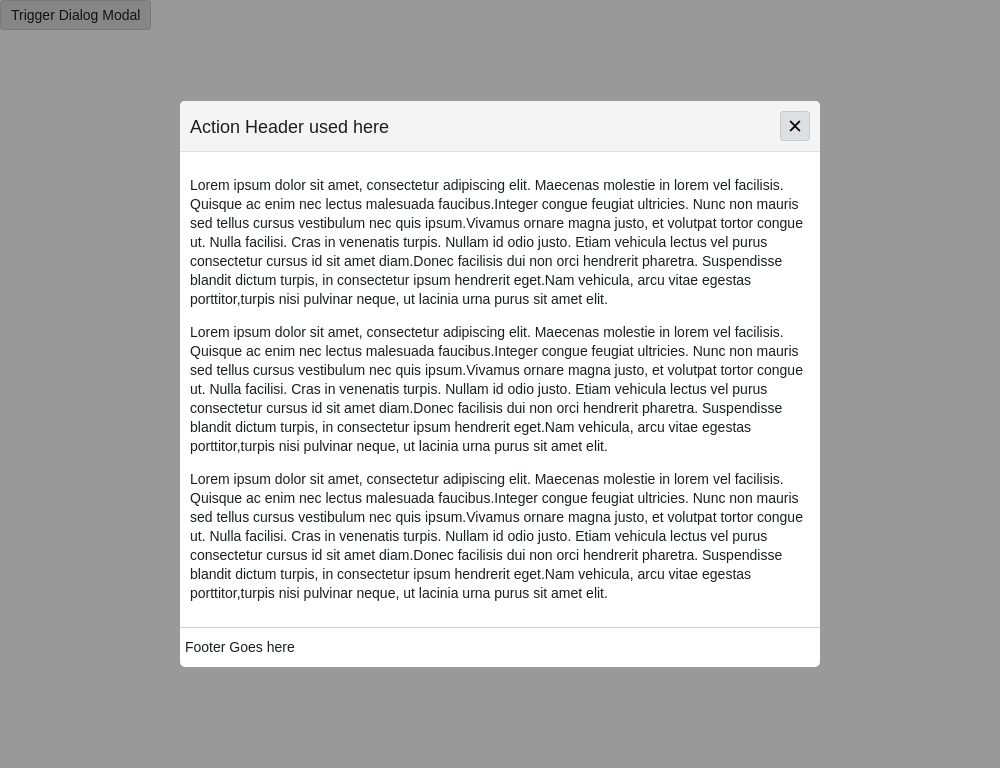 Trigger Dialog Modal
Action Header used here
Lorem ipsum dolor sit amet, consectetur adipiscing elit. Maecenas molestie in lorem vel facilisis.
Quisque ac enim nec lectus malesuada faucibus.Integer congue feugiat ultricies. Nunc non mauris
sed tellus cursus vestibulum nec quis ipsum.Vivamus ornare magna justo, et volutpat tortor congue
ut. Nulla facilisi. Cras in venenatis turpis. Nullam id odio justo. Etiam vehicula lectus vel purus
consectetur cursus id sit amet diam.Donec facilisis dui non orci hendrerit pharetra. Suspendisse
blandit dictum turpis, in consectetur ipsum hendrerit eget.Nam vehicula, arcu vitae egestas
porttitor,turpis nisi pulvinar neque, ut lacinia urna purus sit amet elit.
Lorem ipsum dolor sit amet, consectetur adipiscing elit. Maecenas molestie in lorem vel facilisis.
Quisque ac enim nec lectus malesuada faucibus.Integer congue feugiat ultricies. Nunc non mauris
sed tellus cursus vestibulum nec quis ipsum.Vivamus ornare magna justo, et volutpat tortor congue
ut. Nulla facilisi. Cras in venenatis turpis. Nullam id odio justo. Etiam vehicula lectus vel purus
consectetur cursus id sit amet diam.Donec facilisis dui non orci hendrerit pharetra. Suspendisse
blandit dictum turpis, in consectetur ipsum hendrerit eget.Nam vehicula, arcu vitae egestas
porttitor,turpis nisi pulvinar neque, ut lacinia urna purus sit amet elit.
Lorem ipsum dolor sit amet, consectetur adipiscing elit. Maecenas molestie in lorem vel facilisis.
Quisque ac enim nec lectus malesuada faucibus.Integer congue feugiat ultricies. Nunc non mauris
sed tellus cursus vestibulum nec quis ipsum.Vivamus ornare magna justo, et volutpat tortor congue
ut. Nulla facilisi. Cras in venenatis turpis. Nullam id odio justo. Etiam vehicula lectus vel purus
consectetur cursus id sit amet diam.Donec facilisis dui non orci hendrerit pharetra. Suspendisse
blandit dictum turpis, in consectetur ipsum hendrerit eget.Nam vehicula, arcu vitae egestas
porttitor,turpis nisi pulvinar neque, ut lacinia urna purus sit amet elit.
Footer Goes here